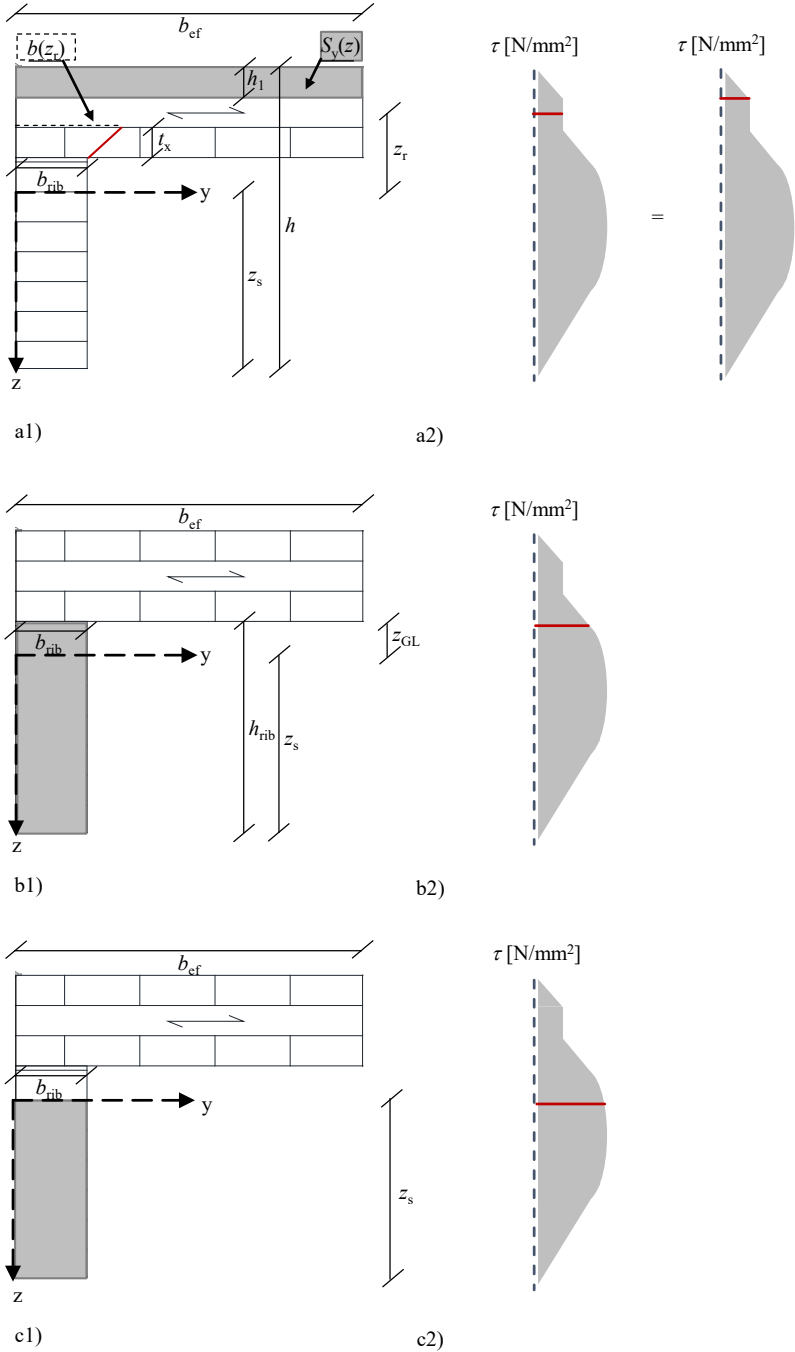 b_ef
b(z_r)
S_y(z)
h_1
t_x
z_r
b_rib
y
h
z_s
z
a1)
τ [N/mm²]
τ [N/mm²]
=
a2)
b_ef
b_rib
y
z_GL
h_rib
z_s
z
b1)
τ [N/mm²]
b2)
b_ef
b_rib
y
z_s
z
c1)
τ [N/mm²]
c2)